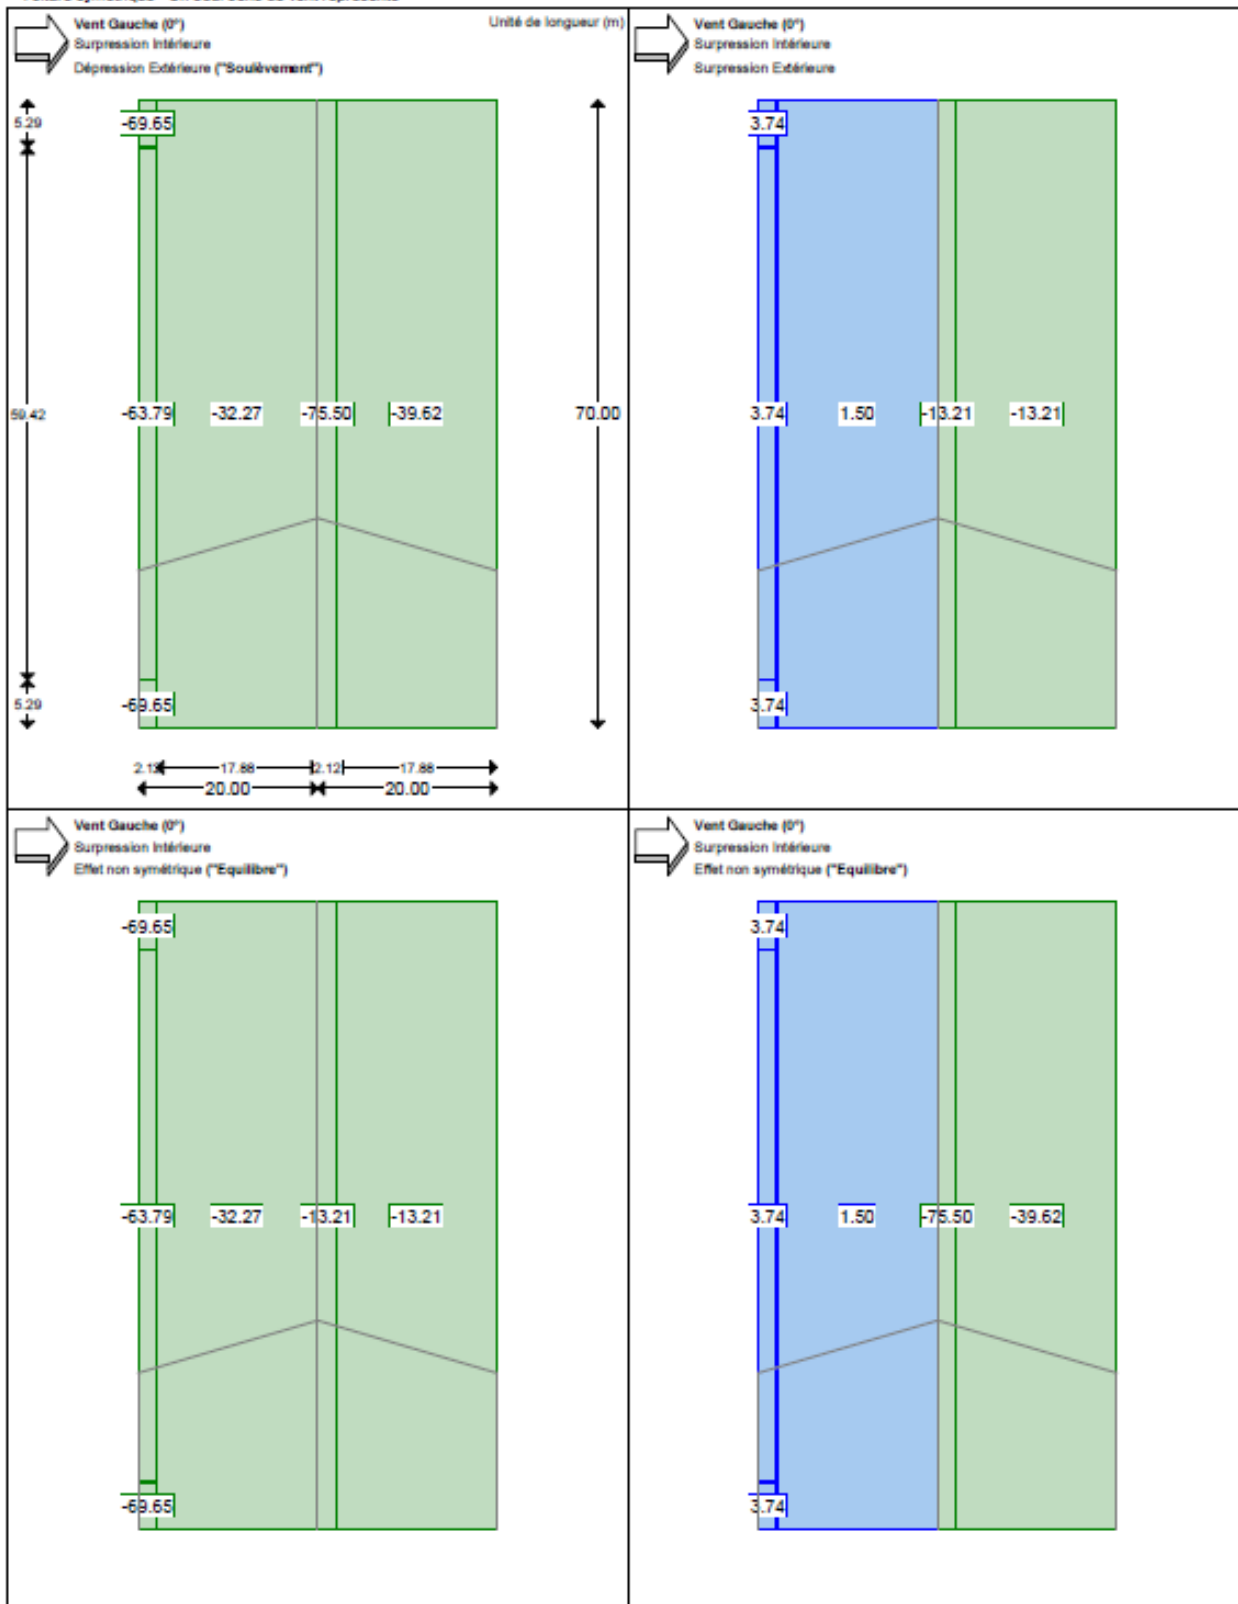 Vent Gauche (0°)
Unité de longueur (m)
Surpression Intérieure
Dépression Extérieure ("Soulèvement")
5.29
-69.65
59.42
-63.79 -32.27 -75.50 -39.62
70.00
5.29
-69.65
2.12 17.88 2.12 17.88
20.00 20.00
Vent Gauche (0°)
Surpression Intérieure
Surpression Extérieure
3.74
3.74 1.50 -13.21 -13.21
3.74
Vent Gauche (0°)
Surpression Intérieure
Effet non symétrique ("Equilibre")
-69.65
-63.79 -32.27 -13.21 -13.21
-69.65
Vent Gauche (0°)
Surpression Intérieure
Effet non symétrique ("Equilibre")
3.74
3.74 1.50 -75.50 -39.62
3.74